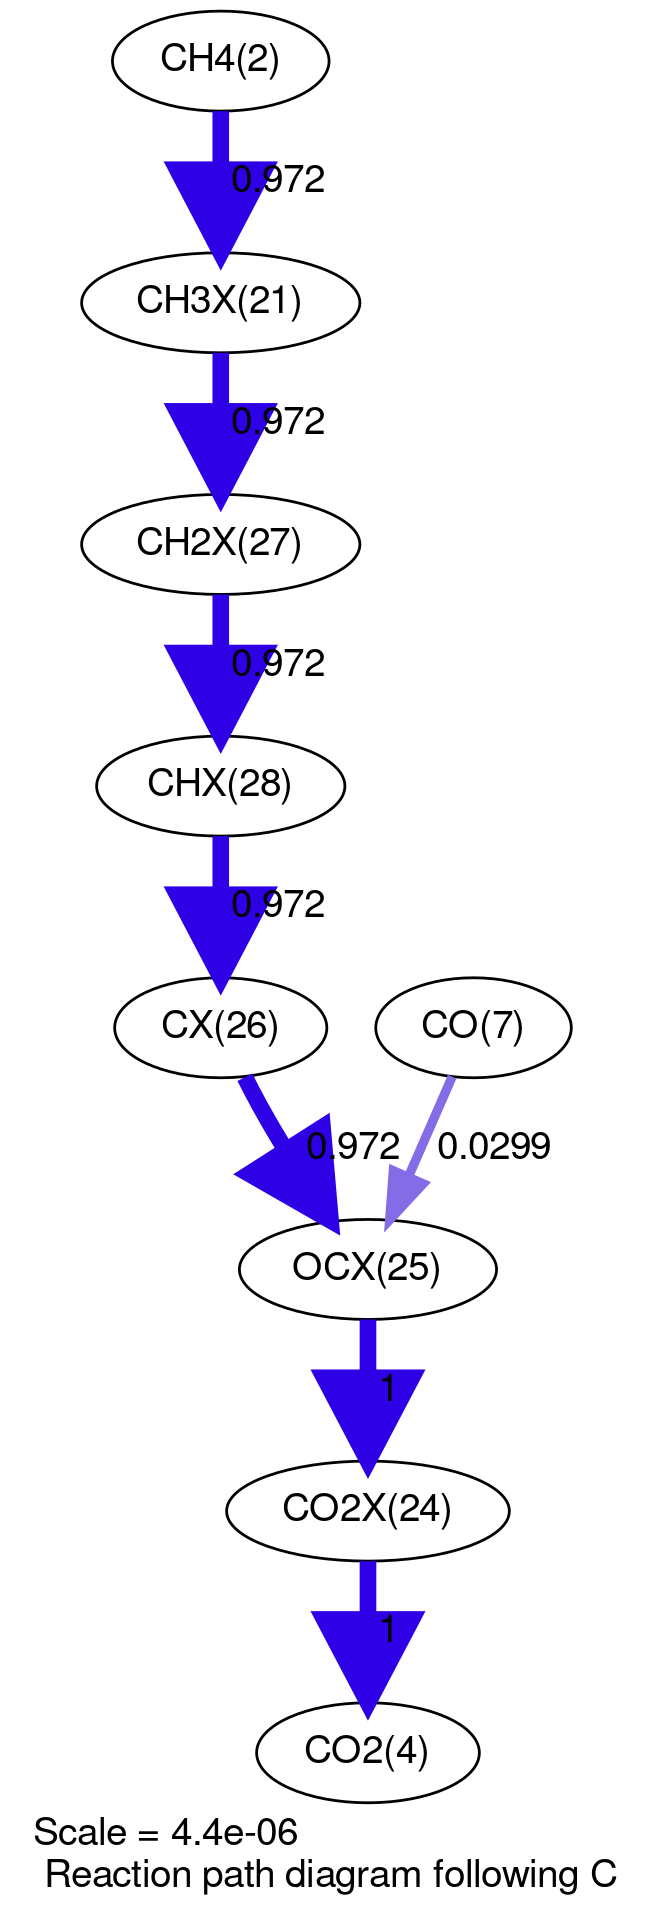 CH4(2)
0.972
CH3X(21)
0.972
CH2X(27)
0.972
CHX(28)
0.972
CX(26)
CO(7)
0.972
0.0299
OCX(25)
1
CO2X(24)
1
CO2(4)
Scale = 4.4e-06
Reaction path diagram following C